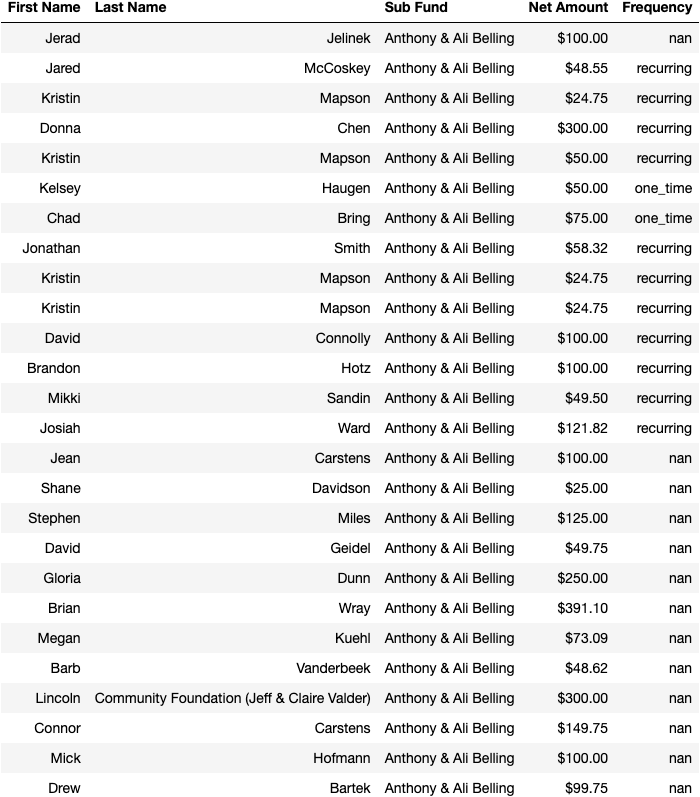 First Name Last Name Sub Fund Net Amount Frequency
Jerad Jelinek Anthony & Ali Belling $100.00 nan
Jared McCoskey Anthony & Ali Belling $48.55 recurring
Kristin Mapson Anthony & Ali Belling $24.75 recurring
Donna Chen Anthony & Ali Belling $300.00 recurring
Kristin Mapson Anthony & Ali Belling $50.00 recurring
Kelsey Haugen Anthony & Ali Belling $50.00 one_time
Chad Bring Anthony & Ali Belling $75.00 one_time
Jonathan Smith Anthony & Ali Belling $58.32 recurring
Kristin Mapson Anthony & Ali Belling $24.75 recurring
Kristin Mapson Anthony & Ali Belling $24.75 recurring
David Connolly Anthony & Ali Belling $100.00 recurring
Brandon Hotz Anthony & Ali Belling $100.00 recurring
Mikki Sandin Anthony & Ali Belling $49.50 recurring
Josiah Ward Anthony & Ali Belling $121.82 recurring
Jean Carstens Anthony & Ali Belling $100.00 nan
Shane Davidson Anthony & Ali Belling $25.00 nan
Stephen Miles Anthony & Ali Belling $125.00 nan
David Geidel Anthony & Ali Belling $49.75 nan
Gloria Dunn Anthony & Ali Belling $250.00 nan
Brian Wray Anthony & Ali Belling $391.10 nan
Megan Kuehl Anthony & Ali Belling $73.09 nan
Barb Vanderbeek Anthony & Ali Belling $48.62 nan
Lincoln Community Foundation (Jeff & Claire Valder) Anthony & Ali Belling $300.00 nan
Connor Carstens Anthony & Ali Belling $149.75 nan
Mick Hofmann Anthony & Ali Belling $100.00 nan
Drew Bartek Anthony & Ali Belling $99.75 nan